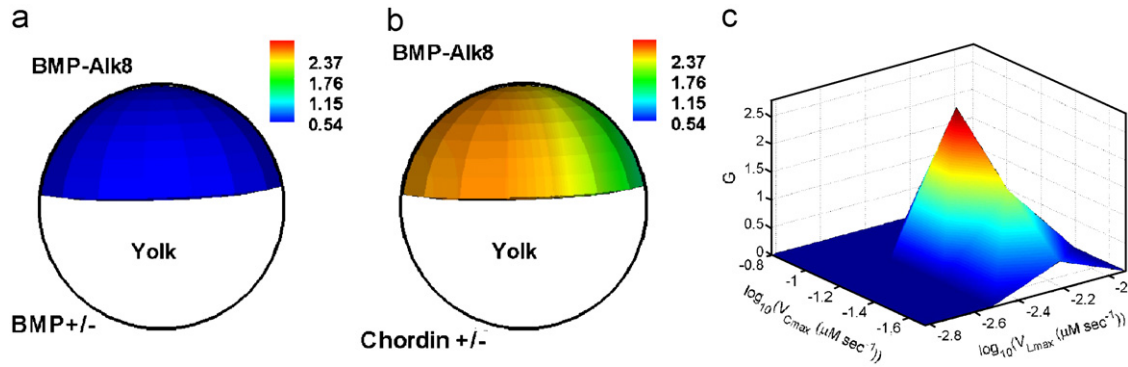 a
BMP-Alk8
2.37
1.76
1.15
0.54
Yolk
BMP+/-
b
BMP-Alk8
2.37
1.76
1.15
0.54
Yolk
Chordin +/-
c
2.5
2
1.5
1
0.5
0
G
-0.8
-1
-1.2
-1.4
-1.6
log10(VCmax (μM sec-1))
-2.8
-2.6
-2.4
-2.2
-2
log10(VLmax (μM sec-1))